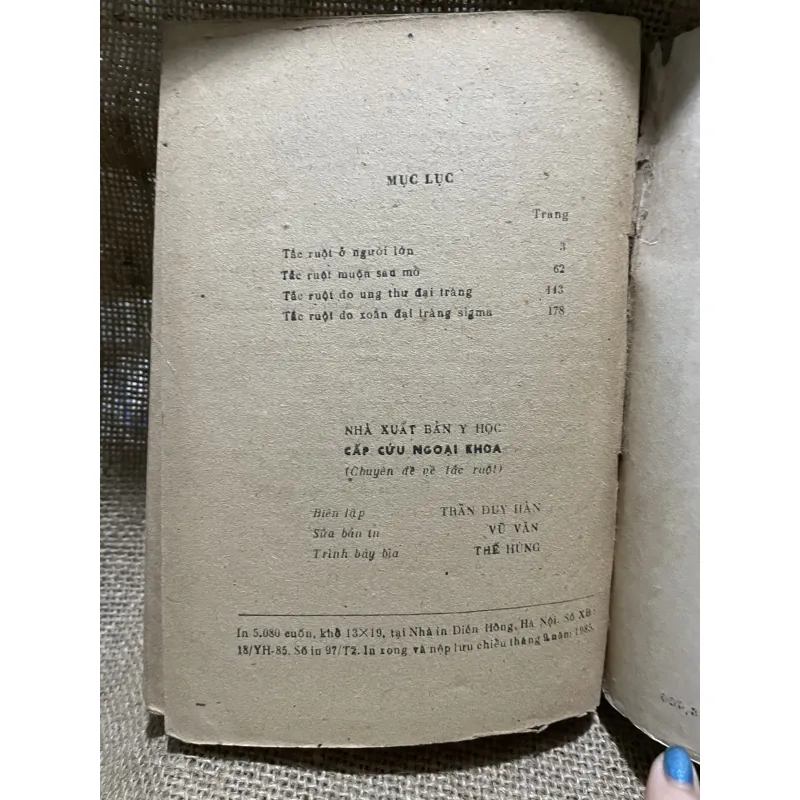 MỤC LỤC
Trang
Tắc ruột ở người lớn 3
Tắc ruột muộn sau mổ 62
Tắc ruột do ung thư đại tràng 143
Tắc ruột do xoắn đại tràng sigma 178
NHÀ XUẤT BẢN Y HỌC
CẤP CỨU NGOẠI KHOA
(Chuyên đề về tắc ruột)
Biên tập TRẦN DUY HÂN
Sửa bản in VŨ VÂN
Trình bày bìa THẾ HÙNG
In 5.080 cuốn, khổ 13×19, tại Nhà in Diên Hồng, Hà Nội. Số XB:
18/YH-85. Số in 97/T2. In xong và nộp lưu chiểu tháng 9 năm 1985.